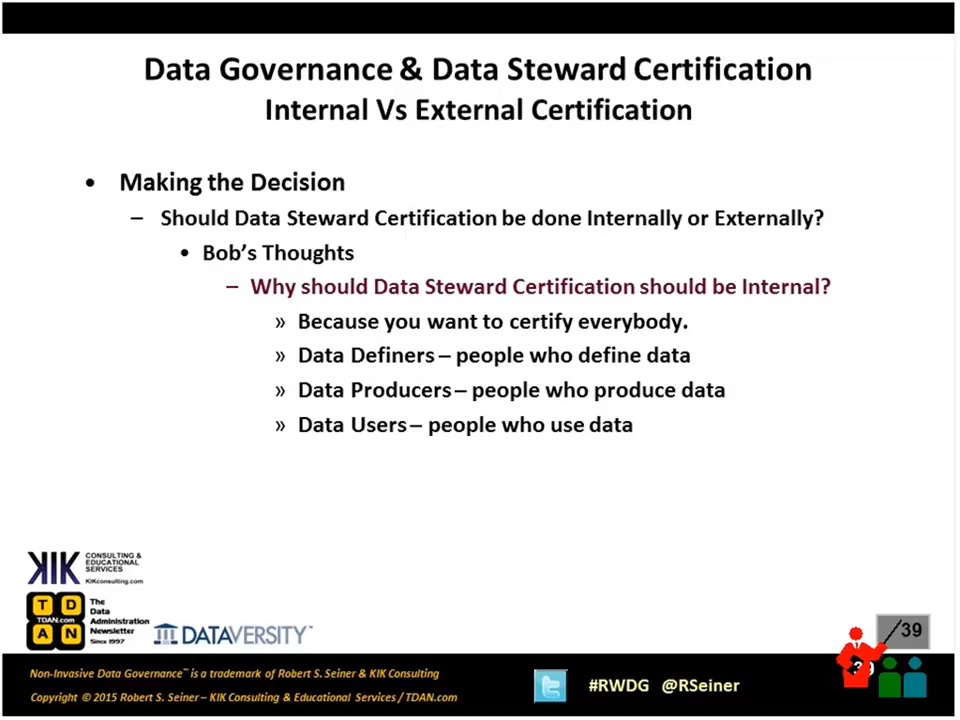 Data Governance & Data Steward Certification
Internal Vs External Certification
• Making the Decision
– Should Data Steward Certification be done Internally or Externally?
• Bob's Thoughts
– Why should Data Steward Certification should be Internal?
» Because you want to certify everybody.
» Data Definers – people who define data
» Data Producers – people who produce data
» Data Users – people who use data
KIK CONSULTING &
EDUCATIONAL
SERVICES
KIKconsulting.com
T D
TDAN.com
A N
The
Data
Administration
Newsletter
Since 1997
DATAVERSITY™
/39
39
Non-Invasive Data Governance™ is a trademark of Robert S. Seiner & KIK Consulting
Copyright © 2015 Robert S. Seiner – KIK Consulting & Educational Services / TDAN.com
#RWDG @RSeiner